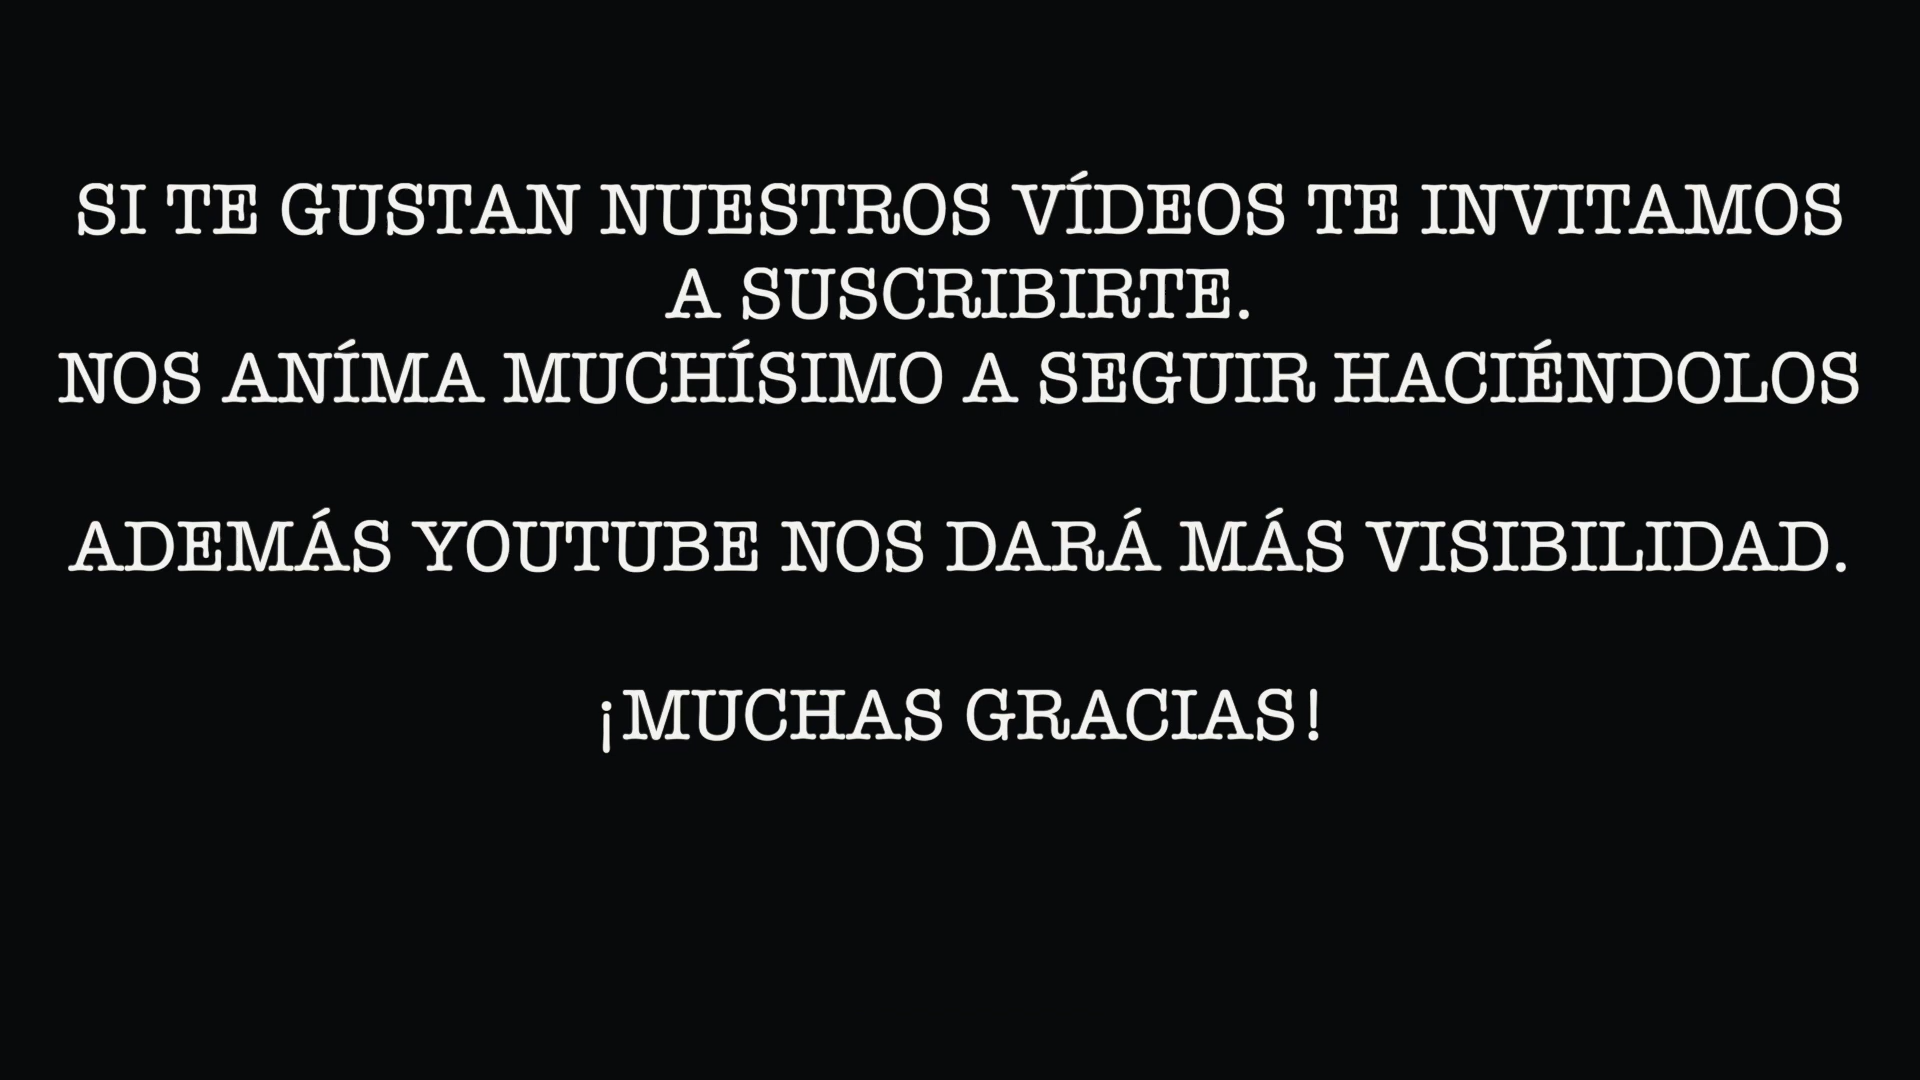 SI TE GUSTAN NUESTROS VÍDEOS TE INVITAMOS
A SUSCRIBIRTE.
NOS ANÍMA MUCHÍSIMO A SEGUIR HACIÉNDOLOS
ADEMÁS YOUTUBE NOS DARÁ MÁS VISIBILIDAD.
¡MUCHAS GRACIAS!